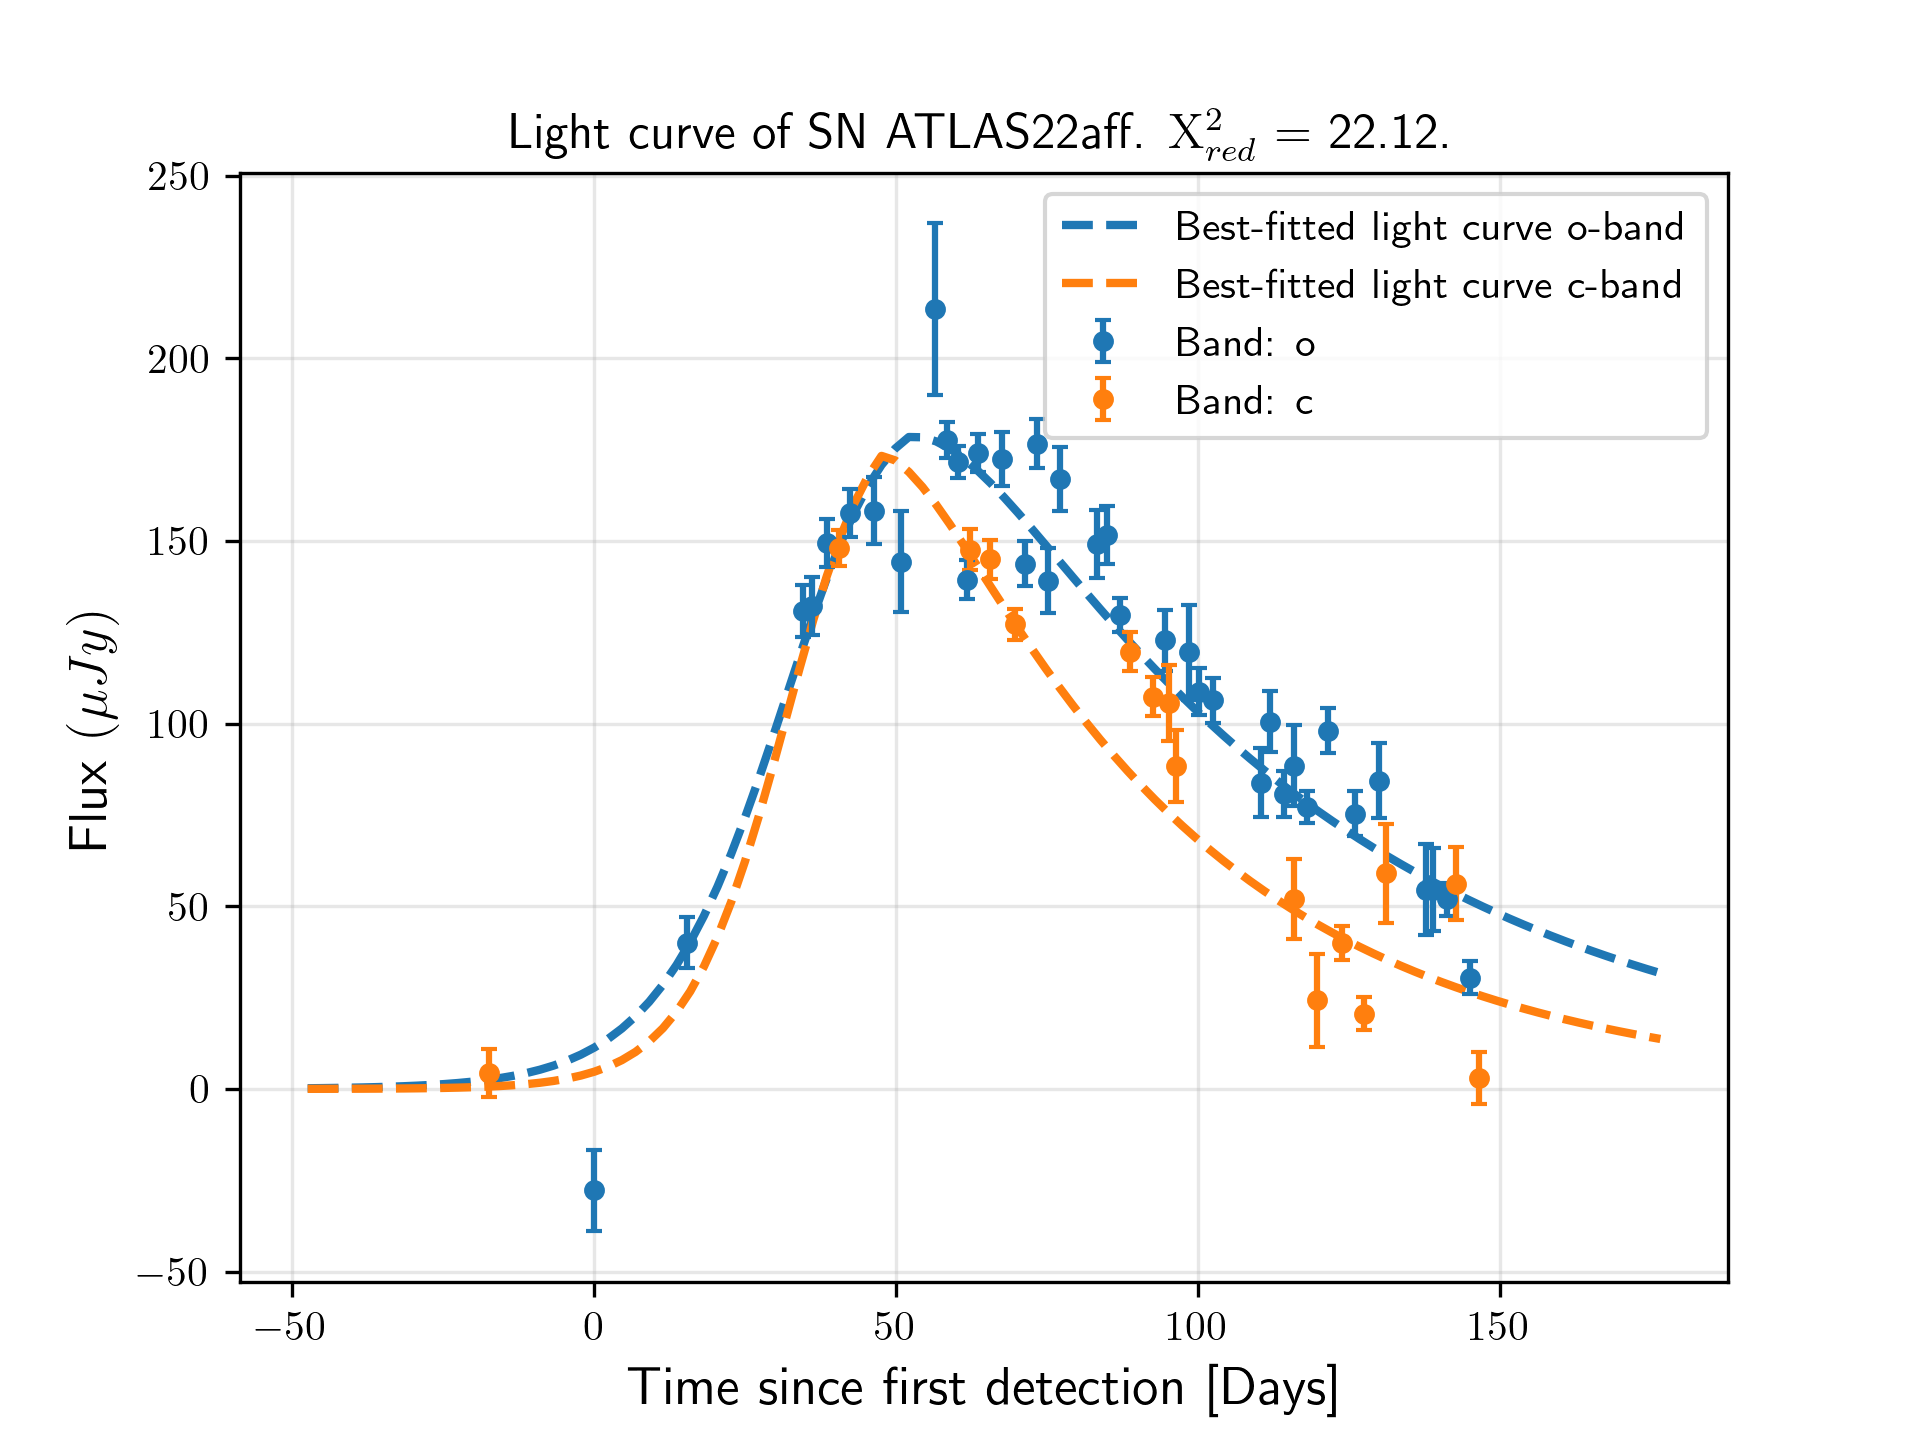 Light curve of SN ATLAS22aff. X²_red = 22.12.
250
200
150
100
50
0
−50
Flux (μJy)
Best-fitted light curve o-band
Best-fitted light curve c-band
Band: o
Band: c
−50 0 50 100 150
Time since first detection [Days]